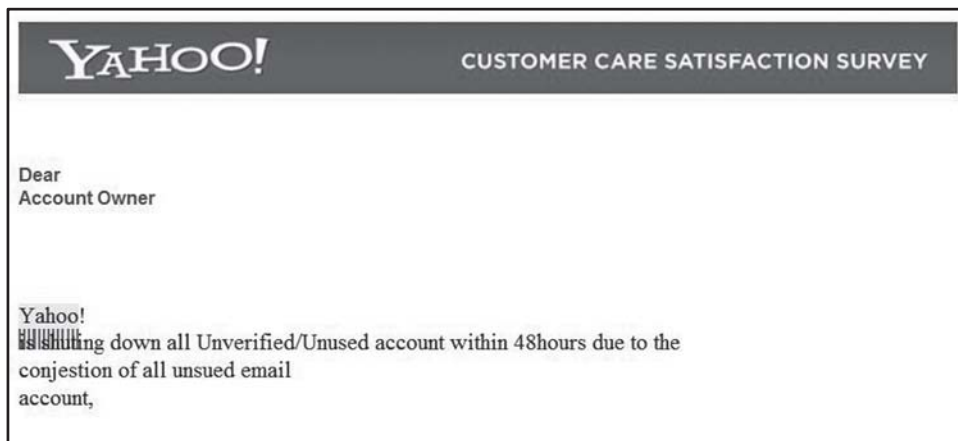 YAHOO! CUSTOMER CARE SATISFACTION SURVEY
Dear
Account Owner
Yahoo!
is shuting down all Unverified/Unused account within 48hours due to the
conjestion of all unsued email
account,